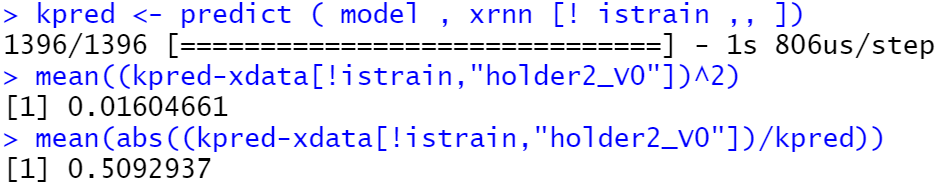 > kpred <- predict ( model , xrnn [! istrain ,, ])
1396/1396 [==============================] - 1s 806us/step
> mean((kpred-xdata[!istrain,"holder2_V0"])^2)
[1] 0.01604661
> mean(abs((kpred-xdata[!istrain,"holder2_V0"])/kpred))
[1] 0.5092937